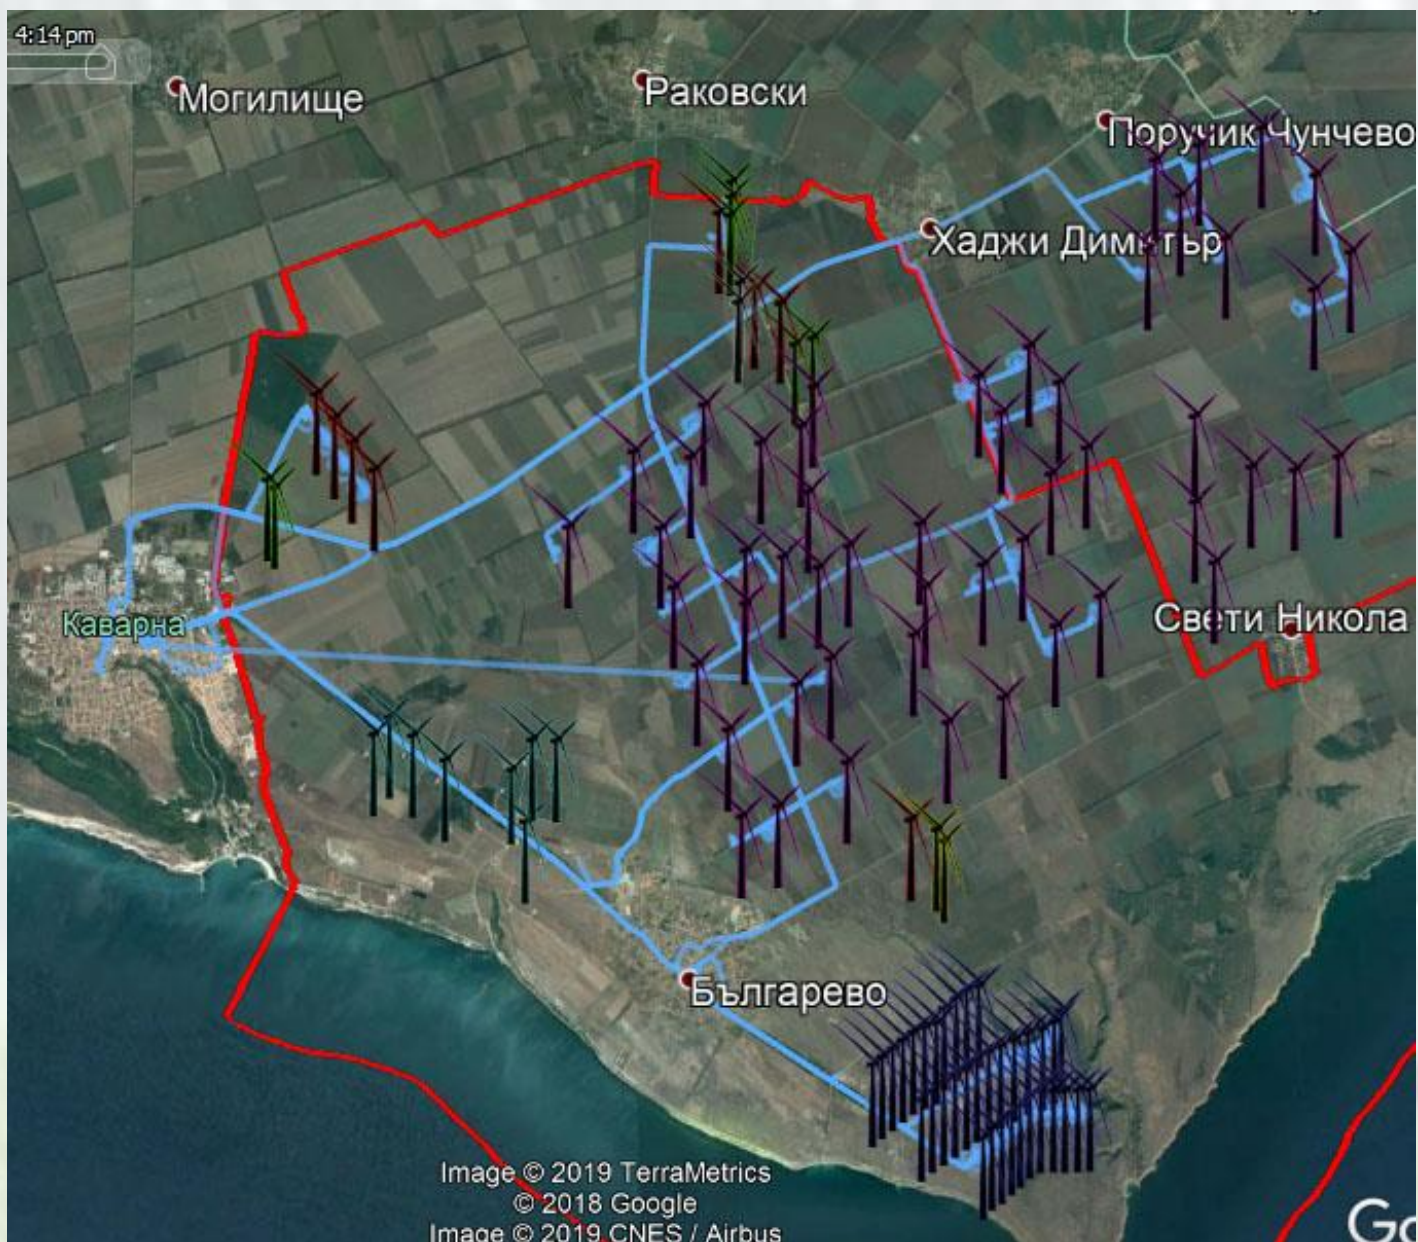 4:14 pm
Могилище
Раковски
Поручик Чунчево
Хаджи Димитър
Каварна
Свети Никола
Българево
Image © 2019 TerraMetrics
© 2018 Google
Image © 2019 CNES / Airbus
Go